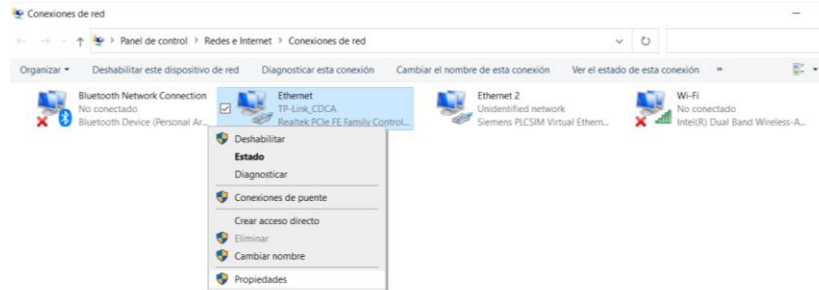 Conexiones de red
Panel de control > Redes e Internet > Conexiones de red
Organizar Deshabilitar este dispositivo de red Diagnosticar esta conexión Cambiar el nombre de esta conexión Ver el estado de esta conexión »
Bluetooth Network Connection
No conectado
Bluetooth Device (Personal Ar...
Ethernet
TP-Link_CDCA
Realtek PCIe FE Family Control...
Ethernet 2
Unidentified network
Siemens PLCSIM Virtual Ethern...
Wi-Fi
No conectado
Intel(R) Dual Band Wireless-A...
Deshabilitar
Estado
Diagnosticar
Conexiones de puente
Crear acceso directo
Eliminar
Cambiar nombre
Propiedades